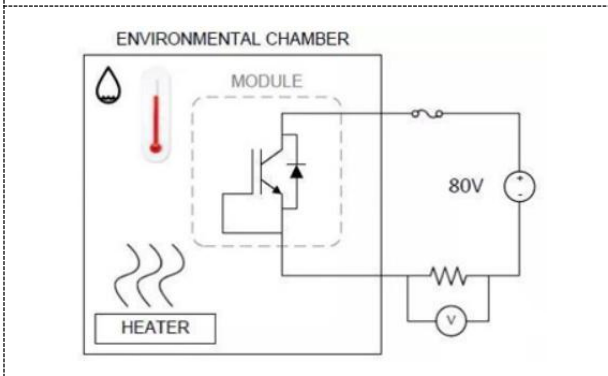 ENVIRONMENTAL CHAMBER
MODULE
80V
+
-
V
HEATER